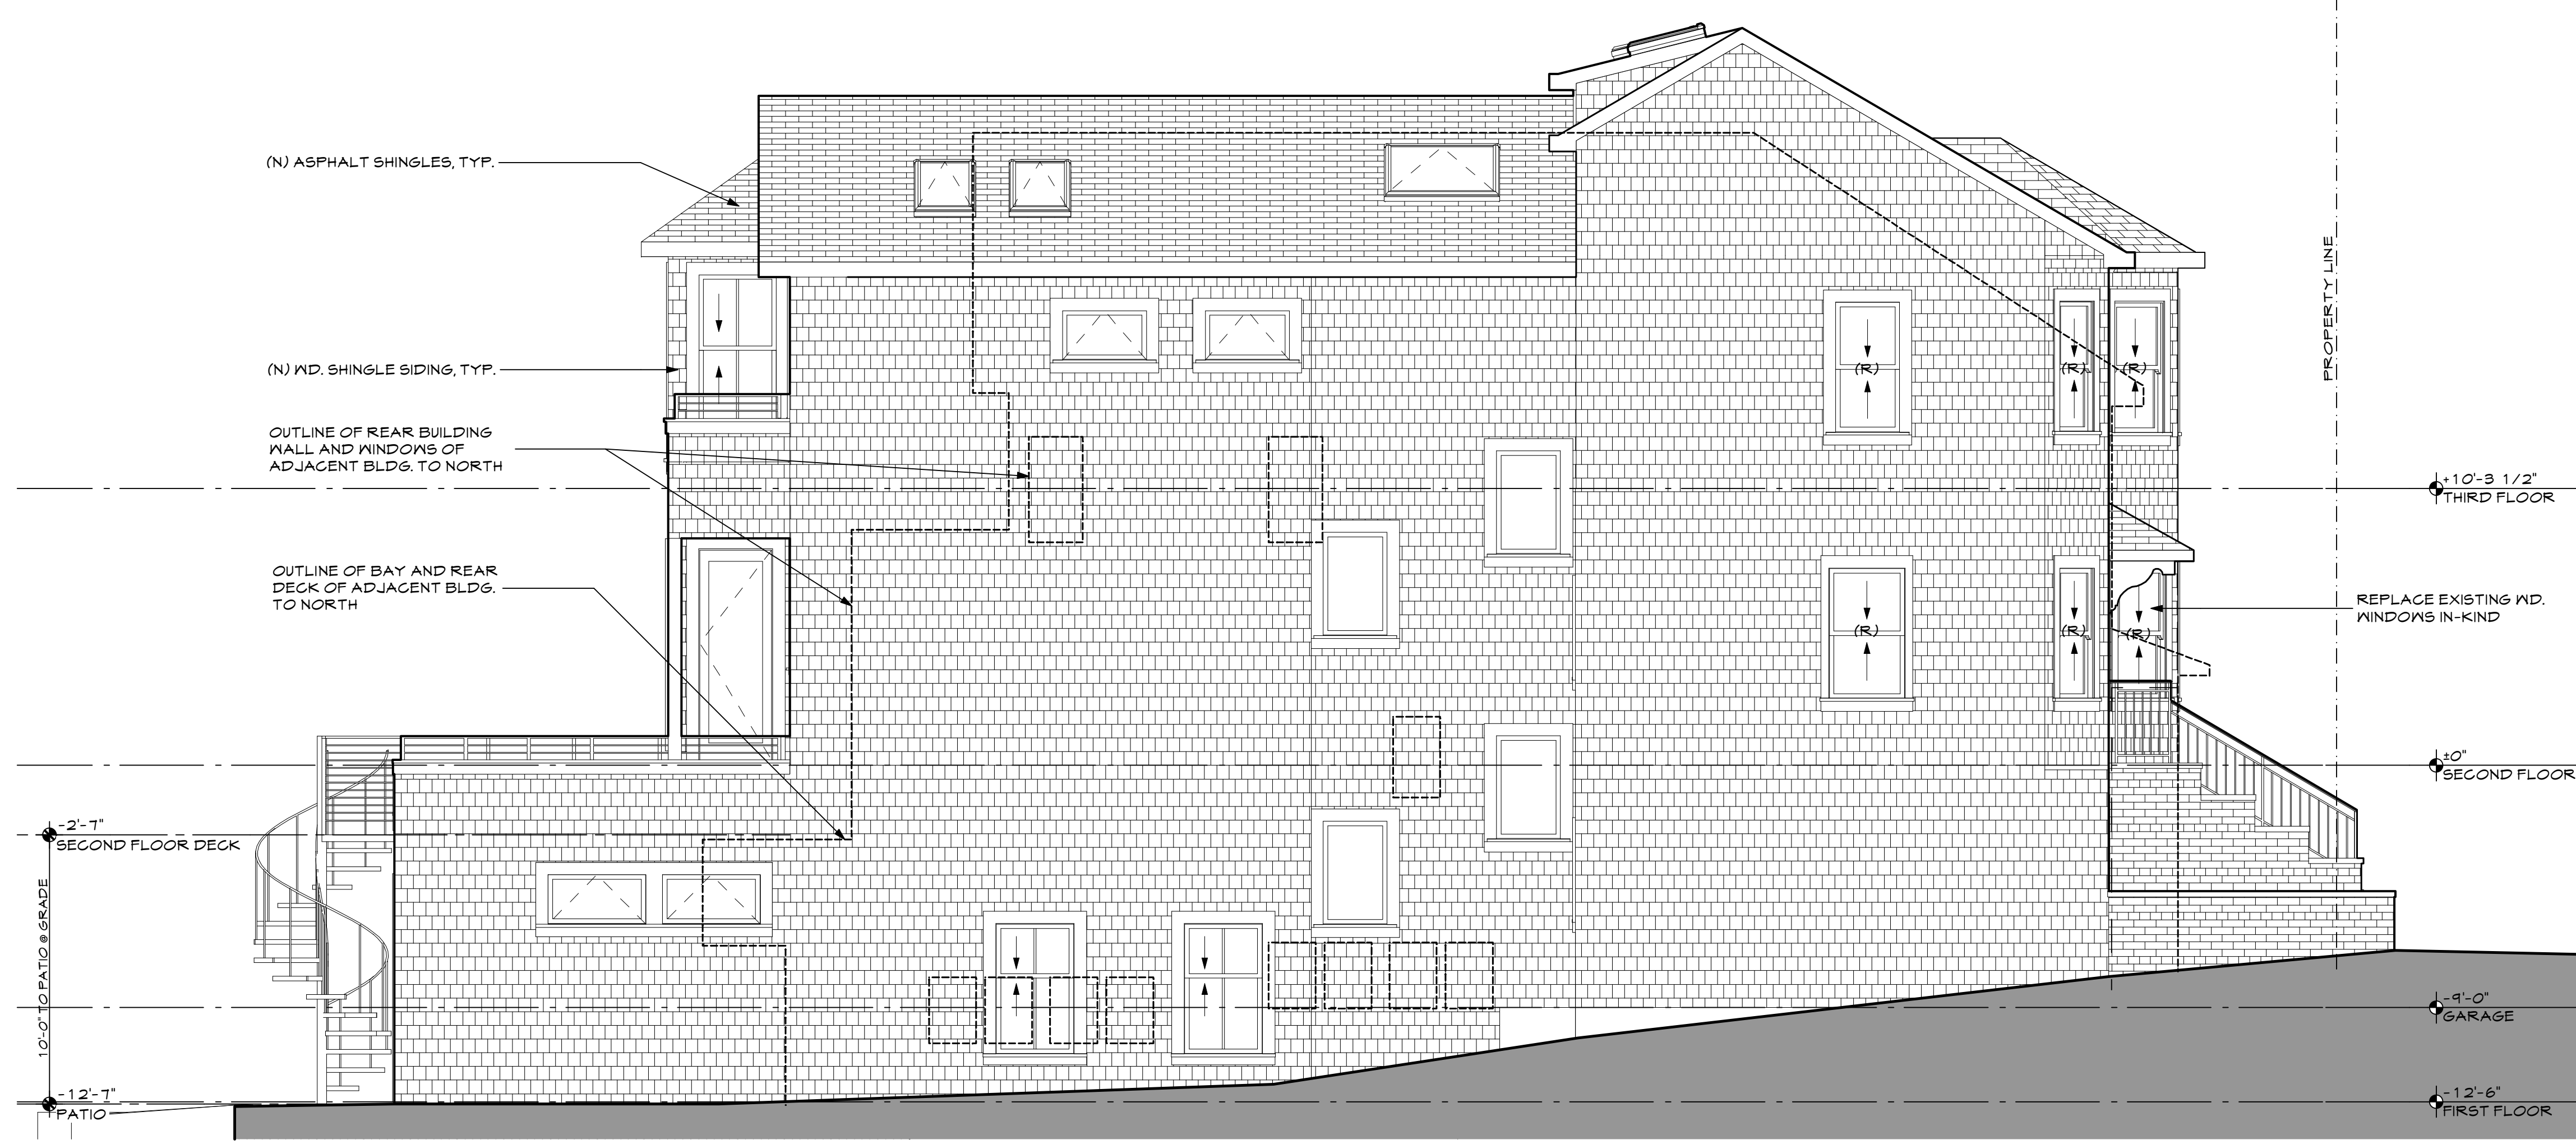 (N) ASPHALT SHINGLES, TYP.
(N) WD. SHINGLE SIDING, TYP.
OUTLINE OF REAR BUILDING
WALL AND WINDOWS OF
ADJACENT BLDG. TO NORTH
OUTLINE OF BAY AND REAR
DECK OF ADJACENT BLDG.
TO NORTH
-2'-7"
SECOND FLOOR DECK
10'-0" TO PATIO @ GRADE
-12'-7"
PATIO
(R)
(R)
(R)
(R)
(R)
(R)
PROPERTY LINE
+10'-3 1/2"
THIRD FLOOR
REPLACE EXISTING WD.
WINDOWS IN-KIND
±0"
SECOND FLOOR
-9'-0"
GARAGE
-12'-6"
FIRST FLOOR